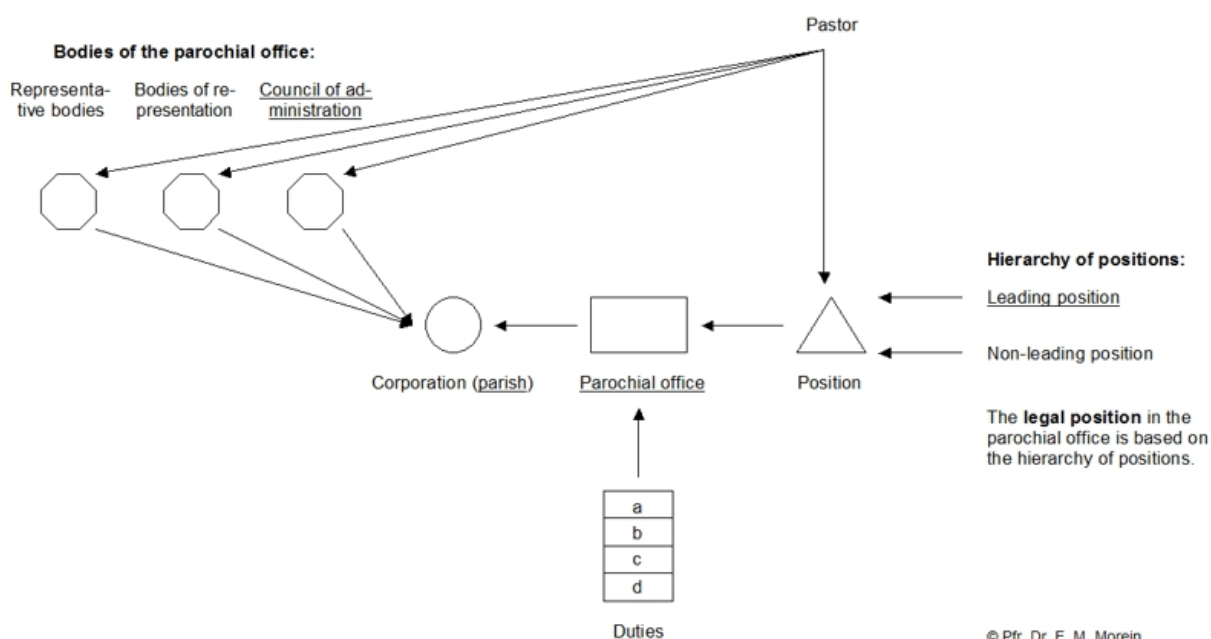 Pastor
Bodies of the parochial office:
Representa-
tive bodies
Bodies of re-
presentation
Council of ad-
ministration
Hierarchy of positions:
Leading position
Non-leading position
Corporation (parish)
Parochial office
Position
The legal position in the
parochial office is based on
the hierarchy of positions.
a
b
c
d
Duties
© Pfr. Dr. F. M. Morein